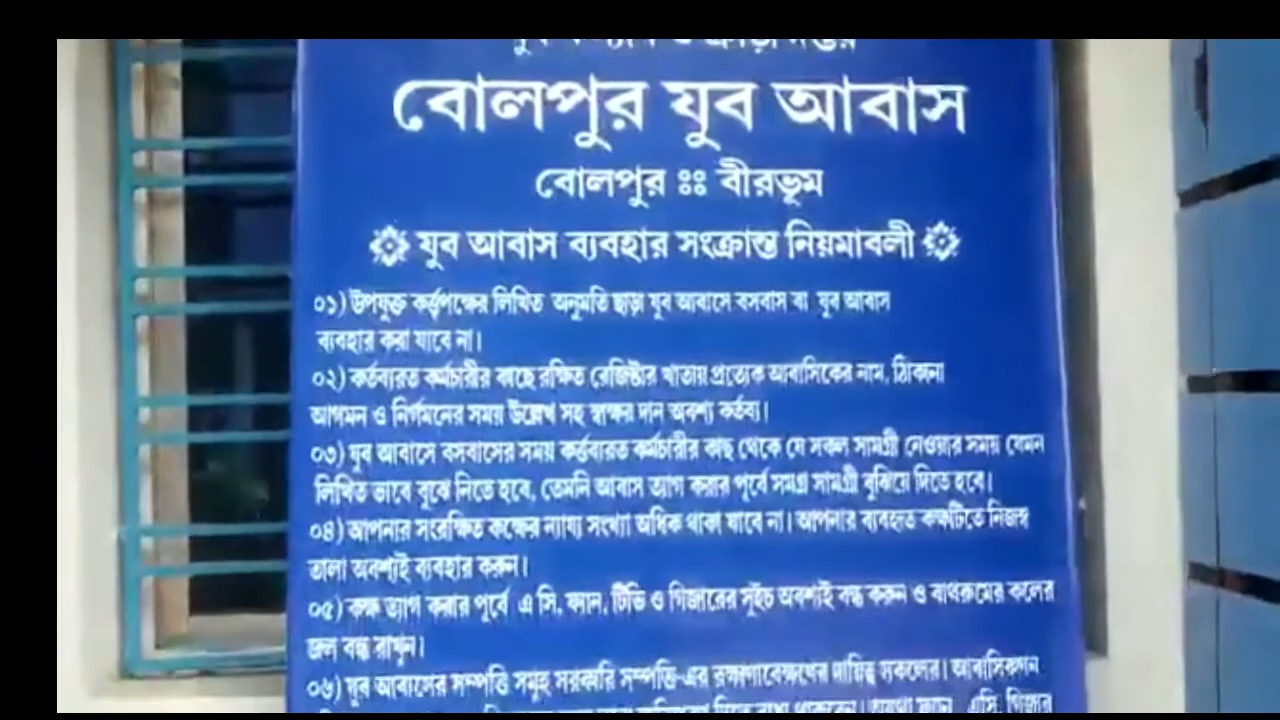 বোলপুর যুব আবাস
বোলপুর ঃঃ বীরভূম
যুব আবাস ব্যবহার সংক্রান্ত নিয়মাবলী
০১) উপযুক্ত কর্তৃপক্ষের লিখিত অনুমতি ছাড়া যুব আবাসে বসবাস বা যুব আবাস
ব্যবহার করা যাবে না।
০২) কর্তব্যরত কর্মচারীর কাছে রক্ষিত রেজিষ্টার খাতায় প্রত্যেক আবাসিকের নাম, ঠিকানা
আগমন ও নির্গমনের সময় উল্লেখ সহ স্বাক্ষর দান অবশ্য কর্তব্য।
০৩) যুব আবাসে বসবাসের সময় কর্ত্তবারত কর্মচারীর কাছ থেকে যে সকল সামগ্রী নেওয়ার সময় যেমন
লিখিত ভাবে বুঝে নিতে হবে, তেমনি আবাস ত্যাগ করার পূর্বে সমগ্র সামগ্রী বুঝিয়ে দিতে হবে।
০৪) আপনার সংরক্ষিত কক্ষের ন্যায্য সংখ্যা অধিক থাকা যাবে না। আপনার ব্যবহৃত কক্ষটিতে নিজস্ব
তালা অবশ্যই ব্যবহার করুন।
০৫) কক্ষ ত্যাগ করার পূর্বে এ সি, ফ্যান, টিভি ও গিজারের সুইচ অবশ্যই বন্ধ করুন ও বাথরুমের কলের
জল বন্ধ রাখুন।
০৬) যুব আবাসের সম্পত্তি সমূহ সরকারি সম্পত্তি-এর রক্ষণাবেক্ষণের দায়িত্ব সকলের। আবাসিকগন